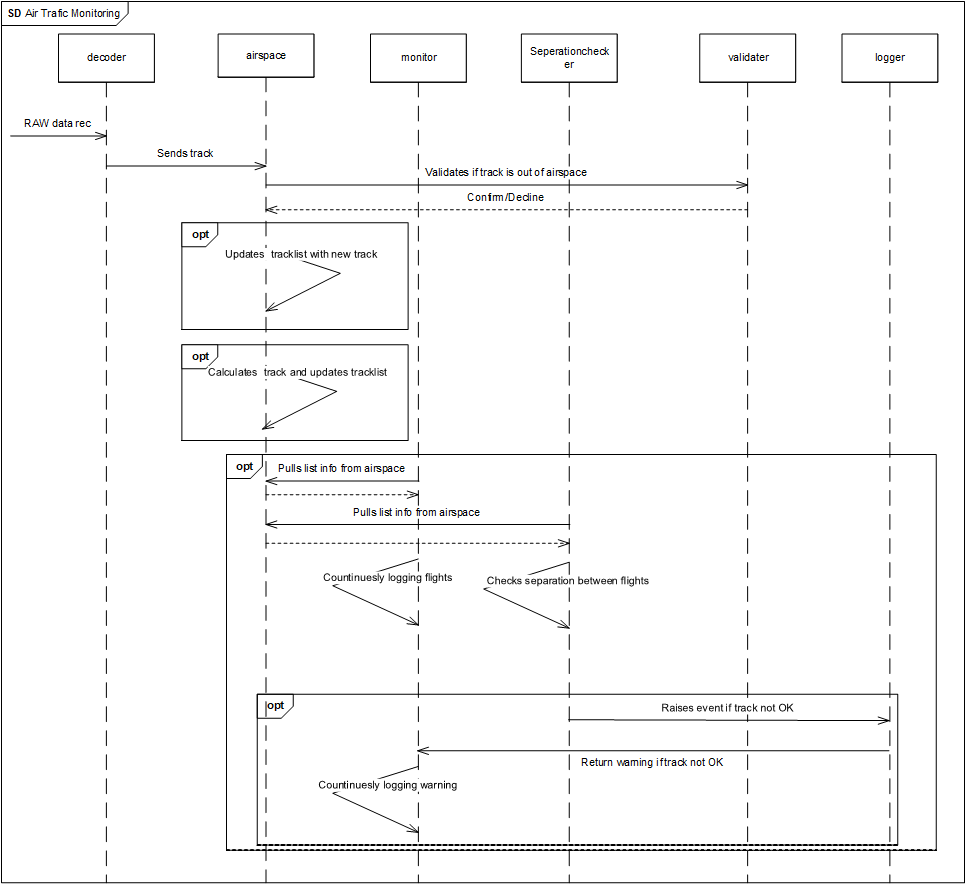 SD Air Trafic Monitoring
decoder
airspace
monitor
Seperationcheck
er
validater
logger
RAW data rec
Sends track
Validates if track is out of airspace
Confirm/Decline
opt
Updates tracklist with new track
opt
Calculates track and updates tracklist
opt
Pulls list info from airspace
Pulls list info from airspace
Countinuesly logging flights
Checks separation between flights
opt
Raises event if track not OK
Return warning if track not OK
Countinuesly logging warning